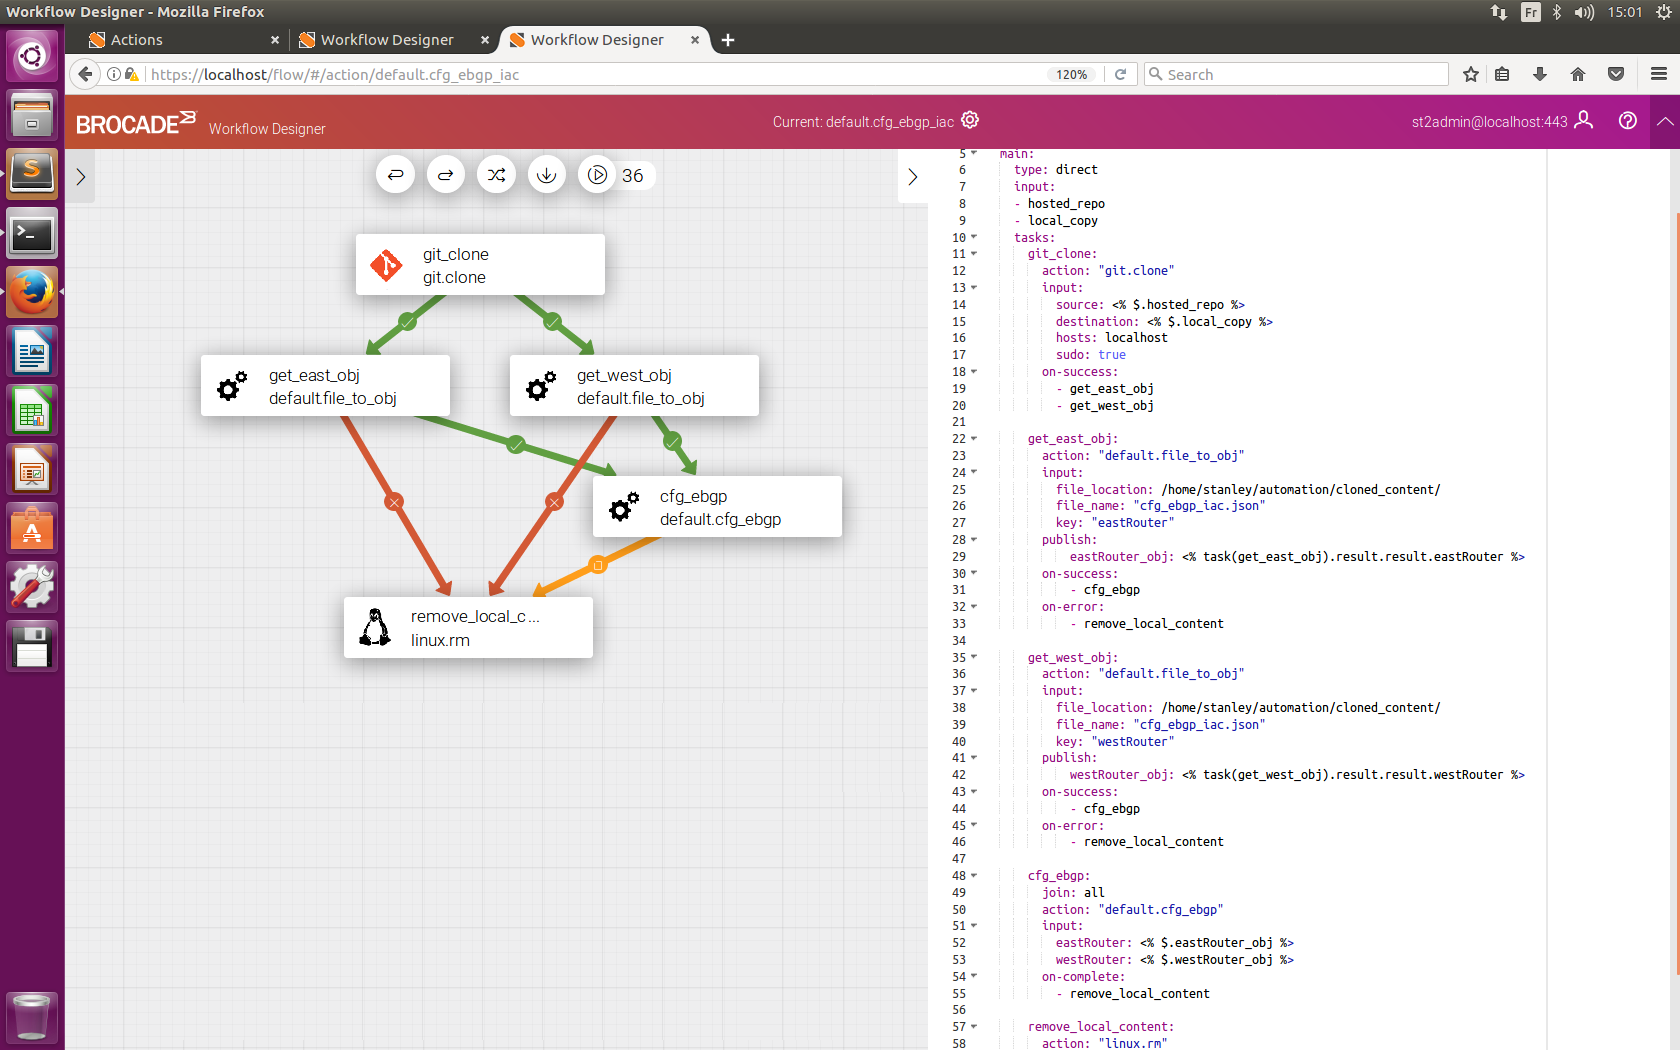 Workflow Designer - Mozilla Firefox
Fr
15:01
Actions
Workflow Designer
Workflow Designer
https://localhost/flow/#/action/default.cfg_ebgp_iac
120%
Search
BROCADE
Workflow Designer
Current: default.cfg_ebgp_iac
st2admin@localhost:443
36
git_clone
git.clone
get_east_obj
default.file_to_obj
get_west_obj
default.file_to_obj
cfg_ebgp
default.cfg_ebgp
remove_local_c...
linux.rm
5 main:
6 type: direct
7 input:
8 - hosted_repo
9 - local_copy
10 tasks:
11 git_clone:
12 action: "git.clone"
13 input:
14 source: <% $.hosted_repo %>
15 destination: <% $.local_copy %>
16 hosts: localhost
17 sudo: true
18 on-success:
19 - get_east_obj
20 - get_west_obj
21
22 get_east_obj:
23 action: "default.file_to_obj"
24 input:
25 file_location: /home/stanley/automation/cloned_content/
26 file_name: "cfg_ebgp_iac.json"
27 key: "eastRouter"
28 publish:
29 eastRouter_obj: <% task(get_east_obj).result.result.eastRouter %>
30 on-success:
31 - cfg_ebgp
32 on-error:
33 - remove_local_content
34
35 get_west_obj:
36 action: "default.file_to_obj"
37 input:
38 file_location: /home/stanley/automation/cloned_content/
39 file_name: "cfg_ebgp_iac.json"
40 key: "westRouter"
41 publish:
42 westRouter_obj: <% task(get_west_obj).result.result.westRouter %>
43 on-success:
44 - cfg_ebgp
45 on-error:
46 - remove_local_content
47
48 cfg_ebgp:
49 join: all
50 action: "default.cfg_ebgp"
51 input:
52 eastRouter: <% $.eastRouter_obj %>
53 westRouter: <% $.westRouter_obj %>
54 on-complete:
55 - remove_local_content
56
57 remove_local_content:
58 action: "linux.rm"